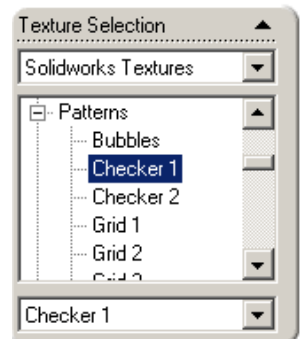 Texture Selection
Solidworks Textures
Patterns
Bubbles
Checker 1
Checker 2
Grid 1
Grid 2
Checker 1